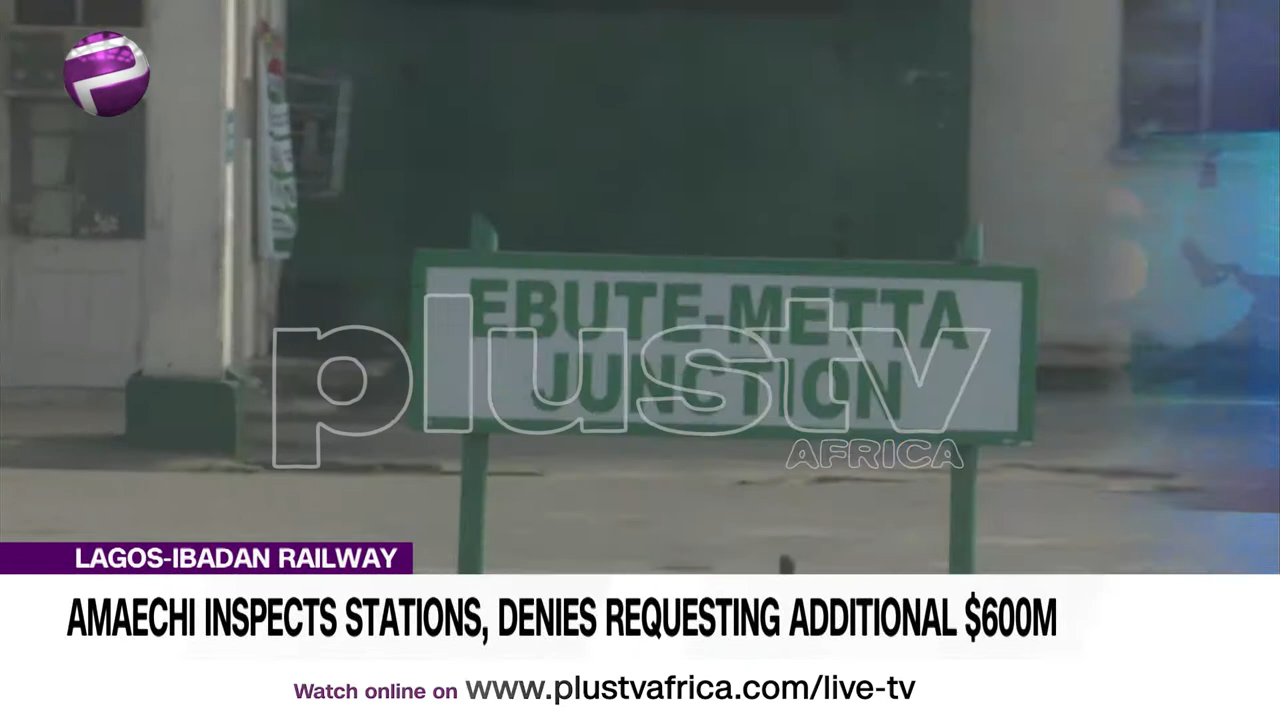 EBUTE-METTA
JUNCTION
plustv
AFRICA
LAGOS-IBADAN RAILWAY
AMAECHI INSPECTS STATIONS, DENIES REQUESTING ADDITIONAL $600M
Watch online on www.plustvafrica.com/live-tv